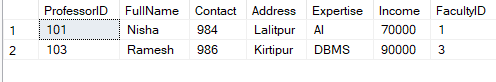 ProfessorID FullName Contact Address Expertise Income FacultyID
1 101 Nisha 984 Lalitpur AI 70000 1
2 103 Ramesh 986 Kirtipur DBMS 90000 3